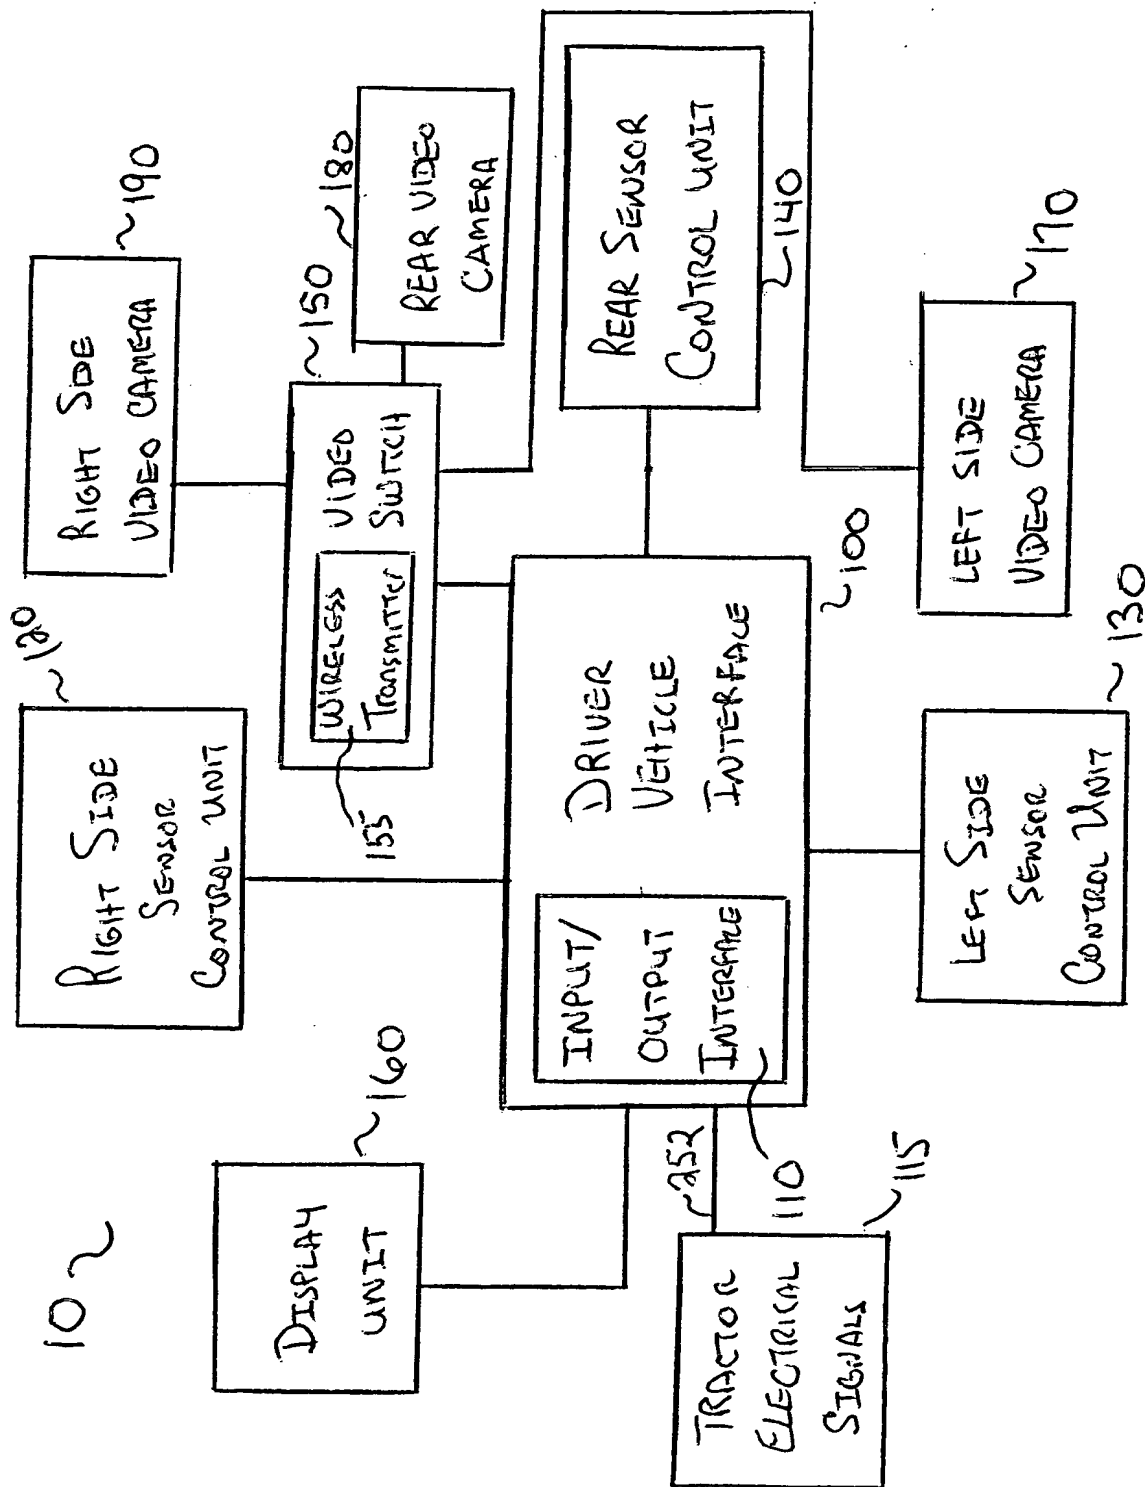 10
DISPLAY
UNIT
160
TRACTOR
ELECTRICAL
SIGNALS
115
252
RIGHT SIDE
SENSOR
CONTROL UNIT
120
INPUT/
OUTPUT
INTERFACE
110
DRIVER
VEHICLE
INTERFACE
100
LEFT SIDE
SENSOR
CONTROL UNIT
130
WIRELESS
Transmitter
155
VIDEO
SWITCH
150
RIGHT SIDE
VIDEO CAMERA
190
REAR VIDEO
CAMERA
180
REAR SENSOR
CONTROL UNIT
140
LEFT SIDE
VIDEO CAMERA
170